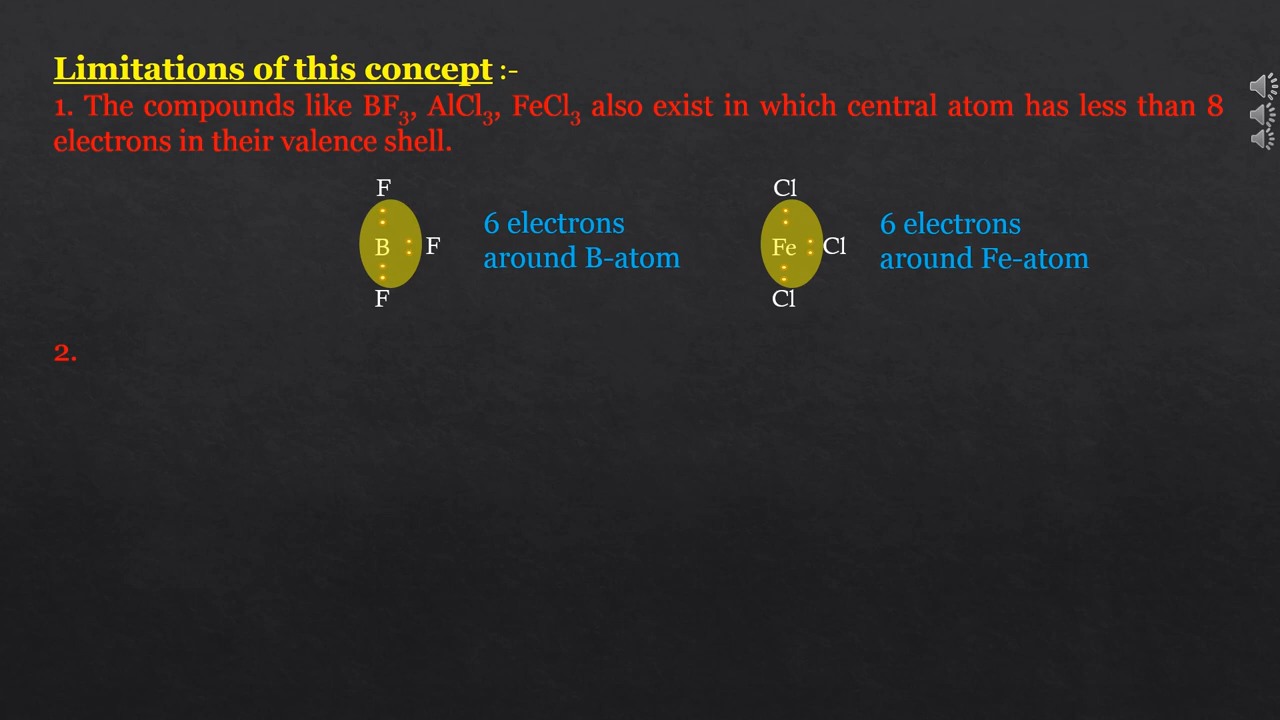 Limitations of this concept :-
1. The compounds like BF3, AlCl3, FeCl3 also exist in which central atom has less than 8
electrons in their valence shell.
F
B : F
F
6 electrons
around B-atom
Cl
Fe : Cl
Cl
6 electrons
around Fe-atom
2.